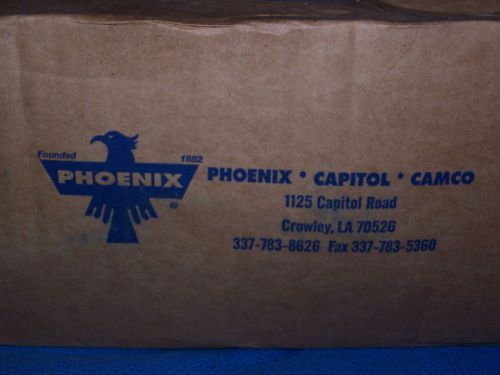 Founded 1882
PHOENIX
®
PHOENIX • CAPITOL • CAMCO
1125 Capitol Road
Crowley, LA 70526
337-783-8626 Fax 337-783-5360